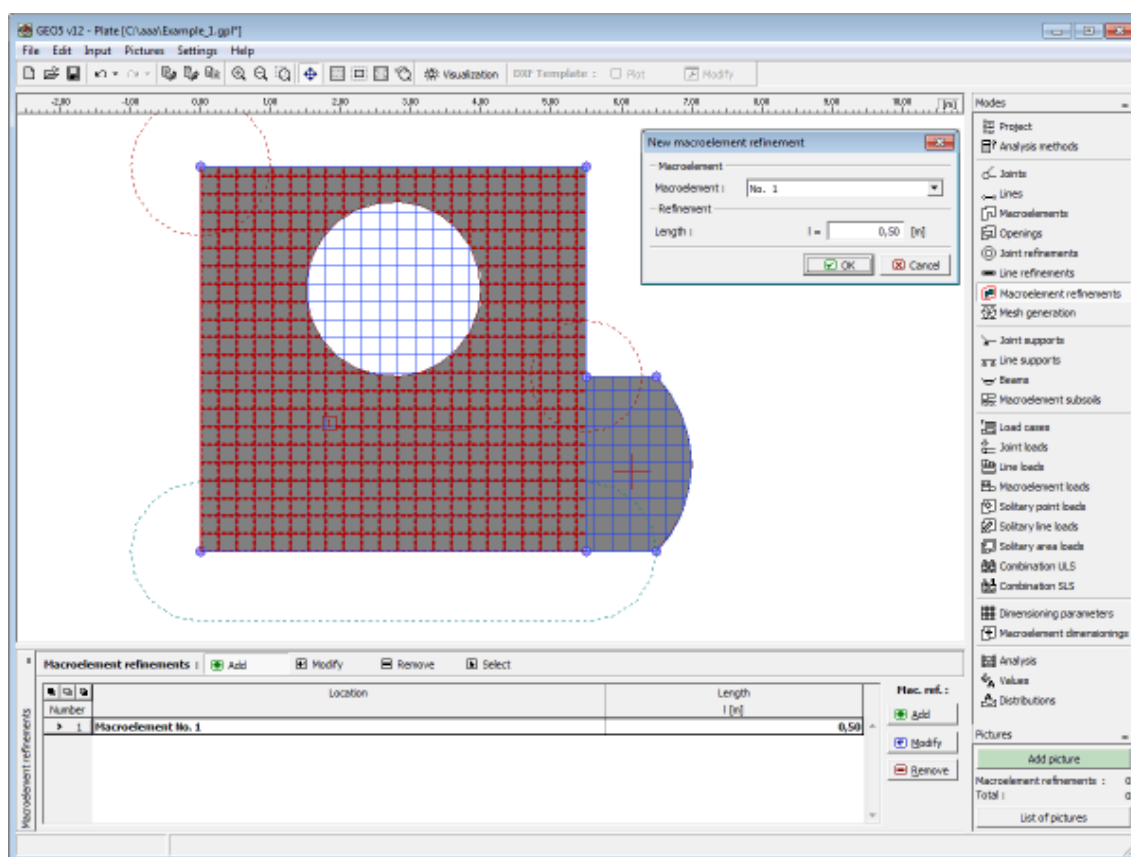 GEO5 v12 - Plate [C:\aaa\Example_1.gpl*]
File Edit Input Pictures Settings Help
Visualization DXF Template : Plot Modify
-2,00 -1,00 0,00 1,00 2,00 3,00 4,00 5,00 6,00 7,00 8,00 9,00 10,00 [m]
New macroelement refinement
Macroelement
Macroelement : No. 1
Refinement
Length : l = 0,50 [m]
OK Cancel
1
Modes
Project
Analysis methods
Joints
Lines
Macroelements
Openings
Joint refinements
Line refinements
Macroelement refinements
Mesh generation
Joint supports
Line supports
Beams
Macroelement subsoils
Load cases
Joint loads
Line loads
Macroelement loads
Solitary point loads
Solitary line loads
Solitary area loads
Combination ULS
Combination SLS
Dimensioning parameters
Macroelement dimensionings
Analysis
Values
Distributions
Pictures
Add picture
Macroelement refinements : 0
Total : 0
List of pictures
Macroelement refinements
Macroelement refinements : Add Modify Remove Select
Number Location Length
l [m]
1 Macroelement No. 1 0,50
Mac. ref. :
Add
Modify
Remove